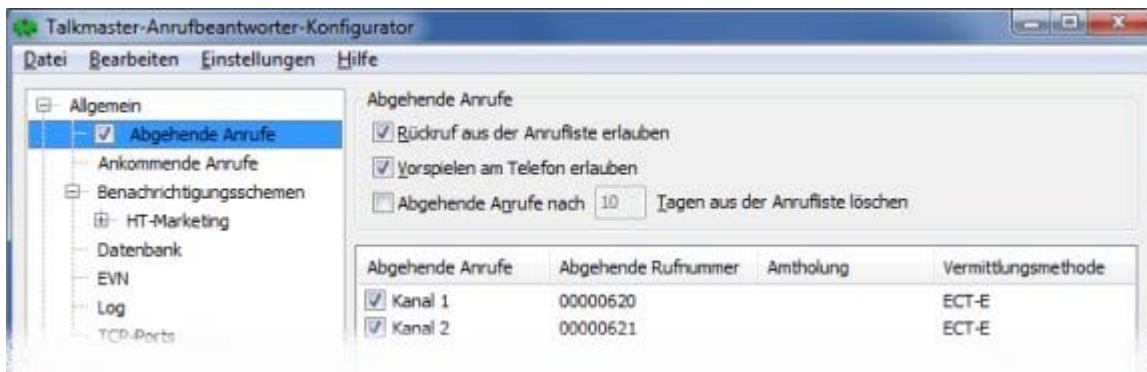 Talkmaster-Anrufbeantworter-Konfigurator
Datei Bearbeiten Einstellungen Hilfe
Allgemein
Abgehende Anrufe
Ankommende Anrufe
Benachrichtigungsschemen
HT-Marketing
Datenbank
EVN
Log
TCP-Ports
Abgehende Anrufe
Rückruf aus der Anrufliste erlauben
Vorspielen am Telefon erlauben
Abgehende Anrufe nach 10 Tagen aus der Anrufliste löschen
Abgehende Anrufe Abgehende Rufnummer Amtholung Vermittlungsmethode
Kanal 1 00000620 ECT-E
Kanal 2 00000621 ECT-E